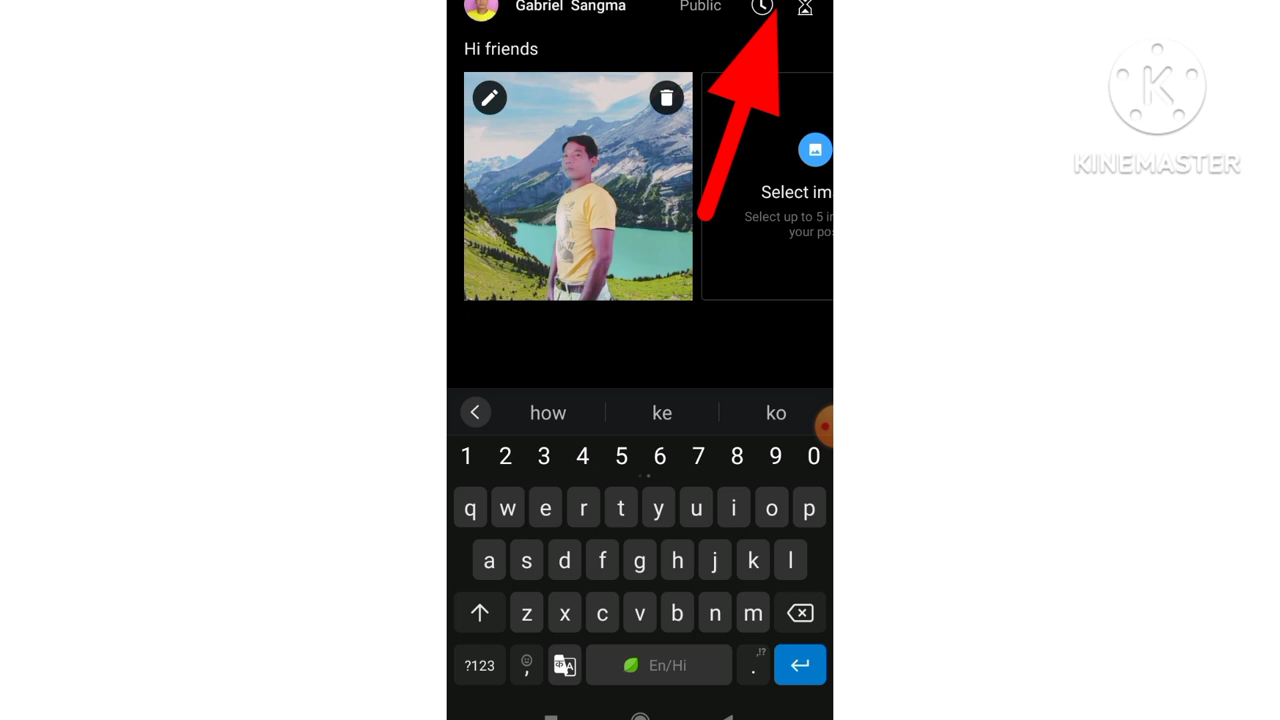 Gabriel Sangma Public
Hi friends
Select im
Select up to 5 i
your po
K
KINEMASTER
how ke ko
1 2 3 4 5 6 7 8 9 0
q w e r t y u i o p
a s d f g h j k l
z x c v b n m
?123 , En/Hi . ,!?